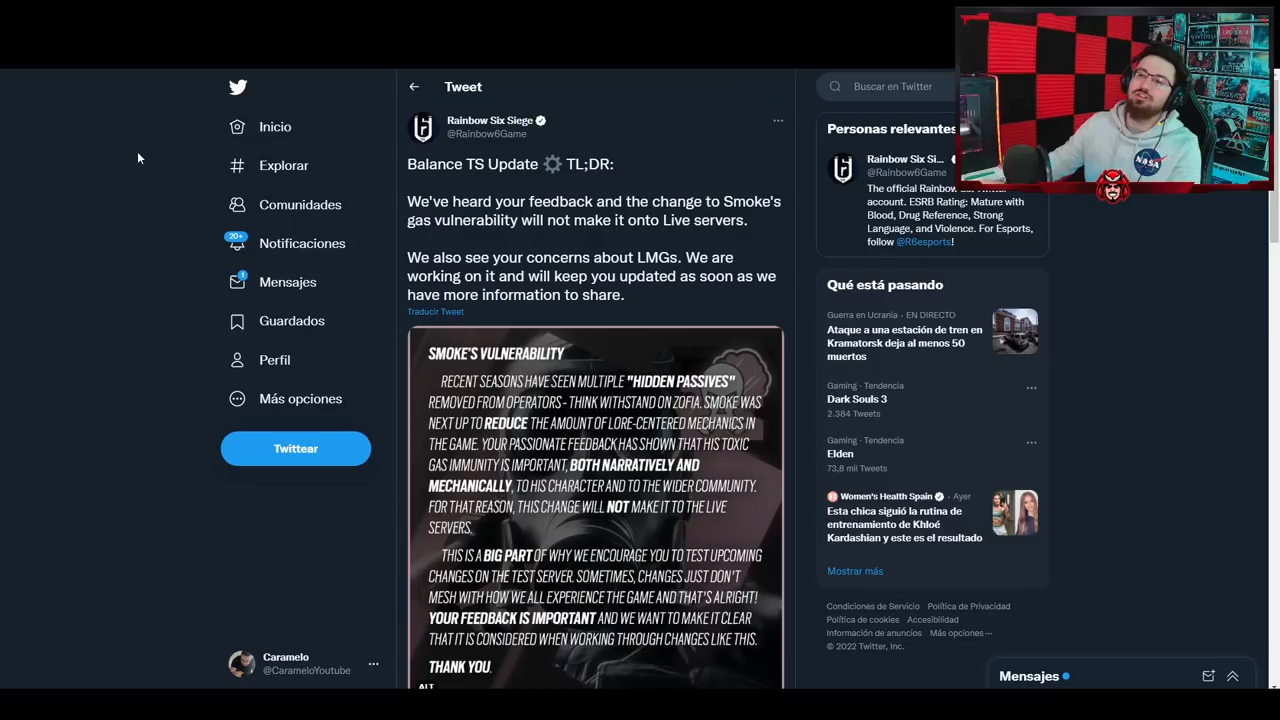 Inicio
Explorar
Comunidades
20+
Notificaciones
1
Mensajes
Guardados
Perfil
Más opciones
Twittear
Caramelo
@CarameloYoutube
Tweet
Rainbow Six Siege
@Rainbow6Game
Balance TS Update ⚙ TL;DR:
We've heard your feedback and the change to Smoke's
gas vulnerability will not make it onto Live servers.
We also see your concerns about LMGs. We are
working on it and will keep you updated as soon as we
have more information to share.
Traducir Tweet
SMOKE'S VULNERABILITY
RECENT SEASONS HAVE SEEN MULTIPLE "HIDDEN PASSIVES"
REMOVED FROM OPERATORS - THINK WITHSTAND ON ZOFIA. SMOKE WAS
NEXT UP TO REDUCE THE AMOUNT OF LORE-CENTERED MECHANICS IN
THE GAME. YOUR PASSIONATE FEEDBACK HAS SHOWN THAT HIS TOXIC
GAS IMMUNITY IS IMPORTANT, BOTH NARRATIVELY AND
MECHANICALLY, TO HIS CHARACTER AND TO THE WIDER COMMUNITY.
FOR THAT REASON, THIS CHANGE WILL NOT MAKE IT TO THE LIVE
SERVERS.
THIS IS A BIG PART OF WHY WE ENCOURAGE YOU TO TEST UPCOMING
CHANGES ON THE TEST SERVER. SOMETIMES, CHANGES JUST DON'T
MESH WITH HOW WE ALL EXPERIENCE THE GAME AND THAT'S ALRIGHT!
YOUR FEEDBACK IS IMPORTANT AND WE WANT TO MAKE IT CLEAR
THAT IT IS CONSIDERED WHEN WORKING THROUGH CHANGES LIKE THIS.
THANK YOU.
ALT
Buscar en Twitter
Personas relevantes
Rainbow Six Si...
@Rainbow6Game
The official Rainbow Six Twitter
account. ESRB Rating: Mature with
Blood, Drug Reference, Strong
Language, and Violence. For Esports,
follow @R6esports!
Qué está pasando
Guerra en Ucrania · EN DIRECTO
Ataque a una estación de tren en
Kramatorsk deja al menos 50
muertos
Gaming · Tendencia
Dark Souls 3
2.384 Tweets
Gaming · Tendencia
Elden
73,8 mil Tweets
Women's Health Spain · Ayer
Esta chica siguió la rutina de
entrenamiento de Khloé
Kardashian y este es el resultado
Mostrar más
Condiciones de Servicio Política de Privacidad
Política de cookies Accesibilidad
Información de anuncios Más opciones ···
© 2022 Twitter, Inc.
Mensajes
NASA